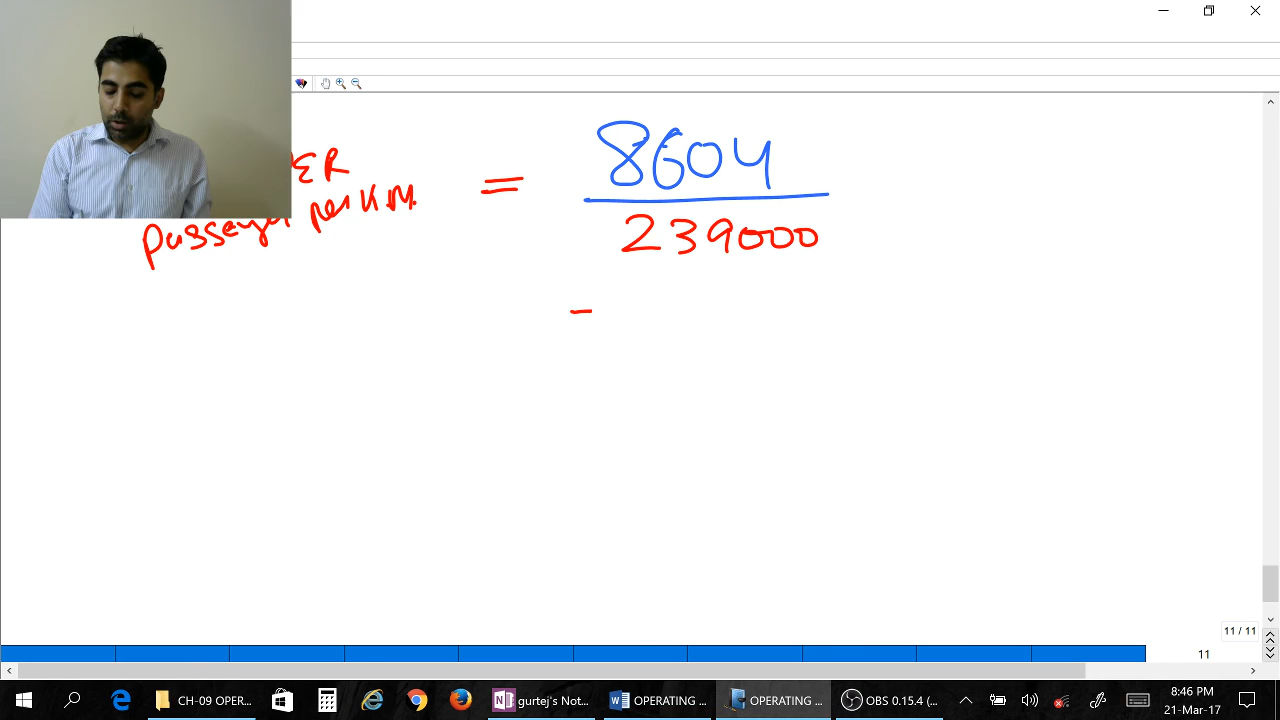 ER = 8604
passenger per KM. 239000
11 / 11
11
CH-09 OPER...
gurtej's Not...
OPERATING ...
OPERATING ...
OBS 0.15.4 (...
8:46 PM
21-Mar-17